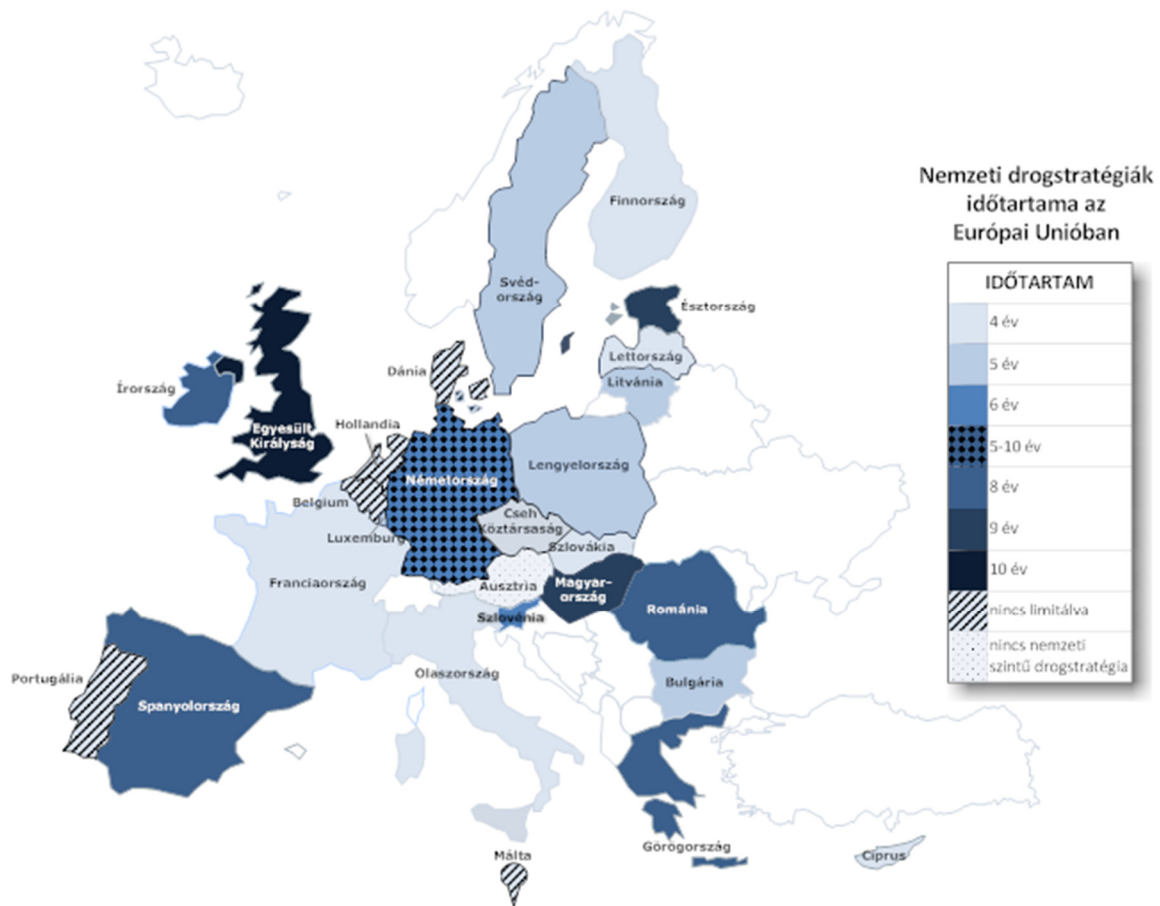 Nemzeti drogstratégiák
időtartama az
Európai Unióban
IDŐTARTAM
4 év
5 év
6 év
5-10 év
8 év
9 év
10 év
nincs limitálva
nincs nemzeti
szintű drogstratégia
Finnország
Svéd-
ország
Észtország
Lettország
Litvánia
Dánia
Írország
Hollandia
Egyesült
Királyság
Lengyelország
Németország
Belgium
Cseh
Köztársaság
Luxemburg
Szlovákia
Franciaország
Ausztria
Magyar-
ország
Románia
Szlovénia
Olaszország
Portugália
Bulgária
Spanyolország
Görögország
Málta
Ciprus